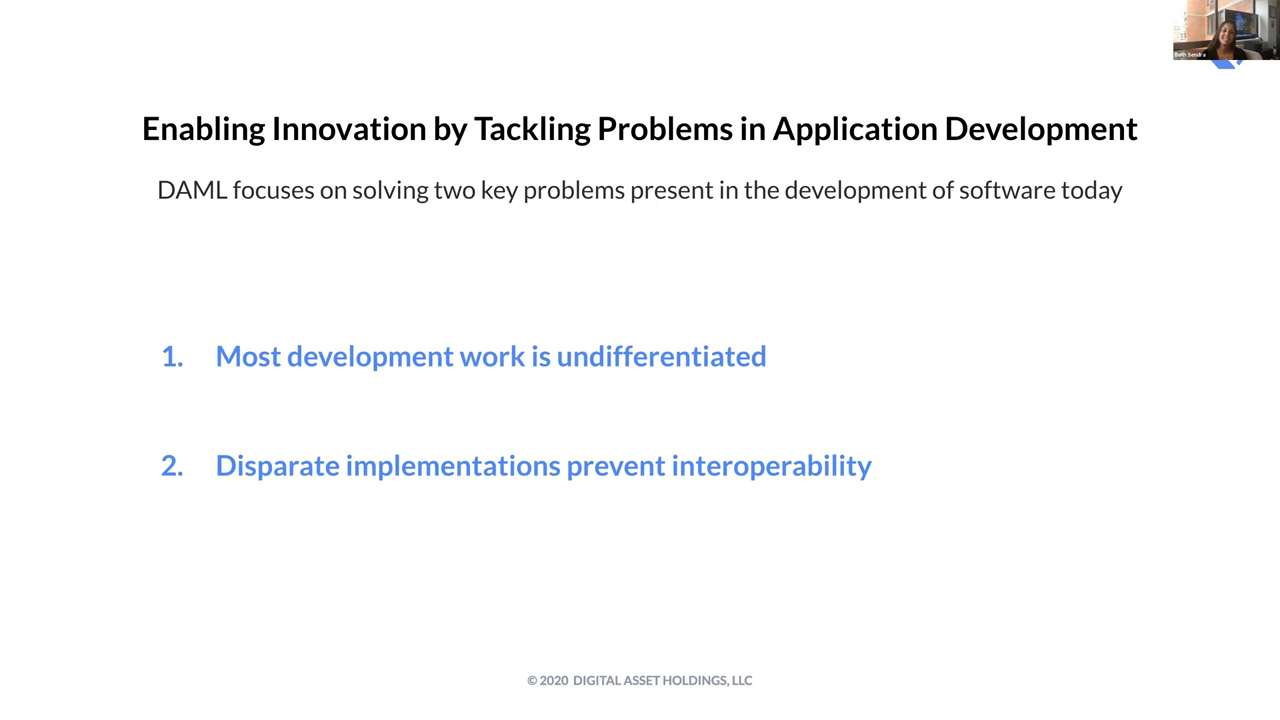 Beth Sendra
Enabling Innovation by Tackling Problems in Application Development
DAML focuses on solving two key problems present in the development of software today
1. Most development work is undifferentiated
2. Disparate implementations prevent interoperability
© 2020 DIGITAL ASSET HOLDINGS, LLC